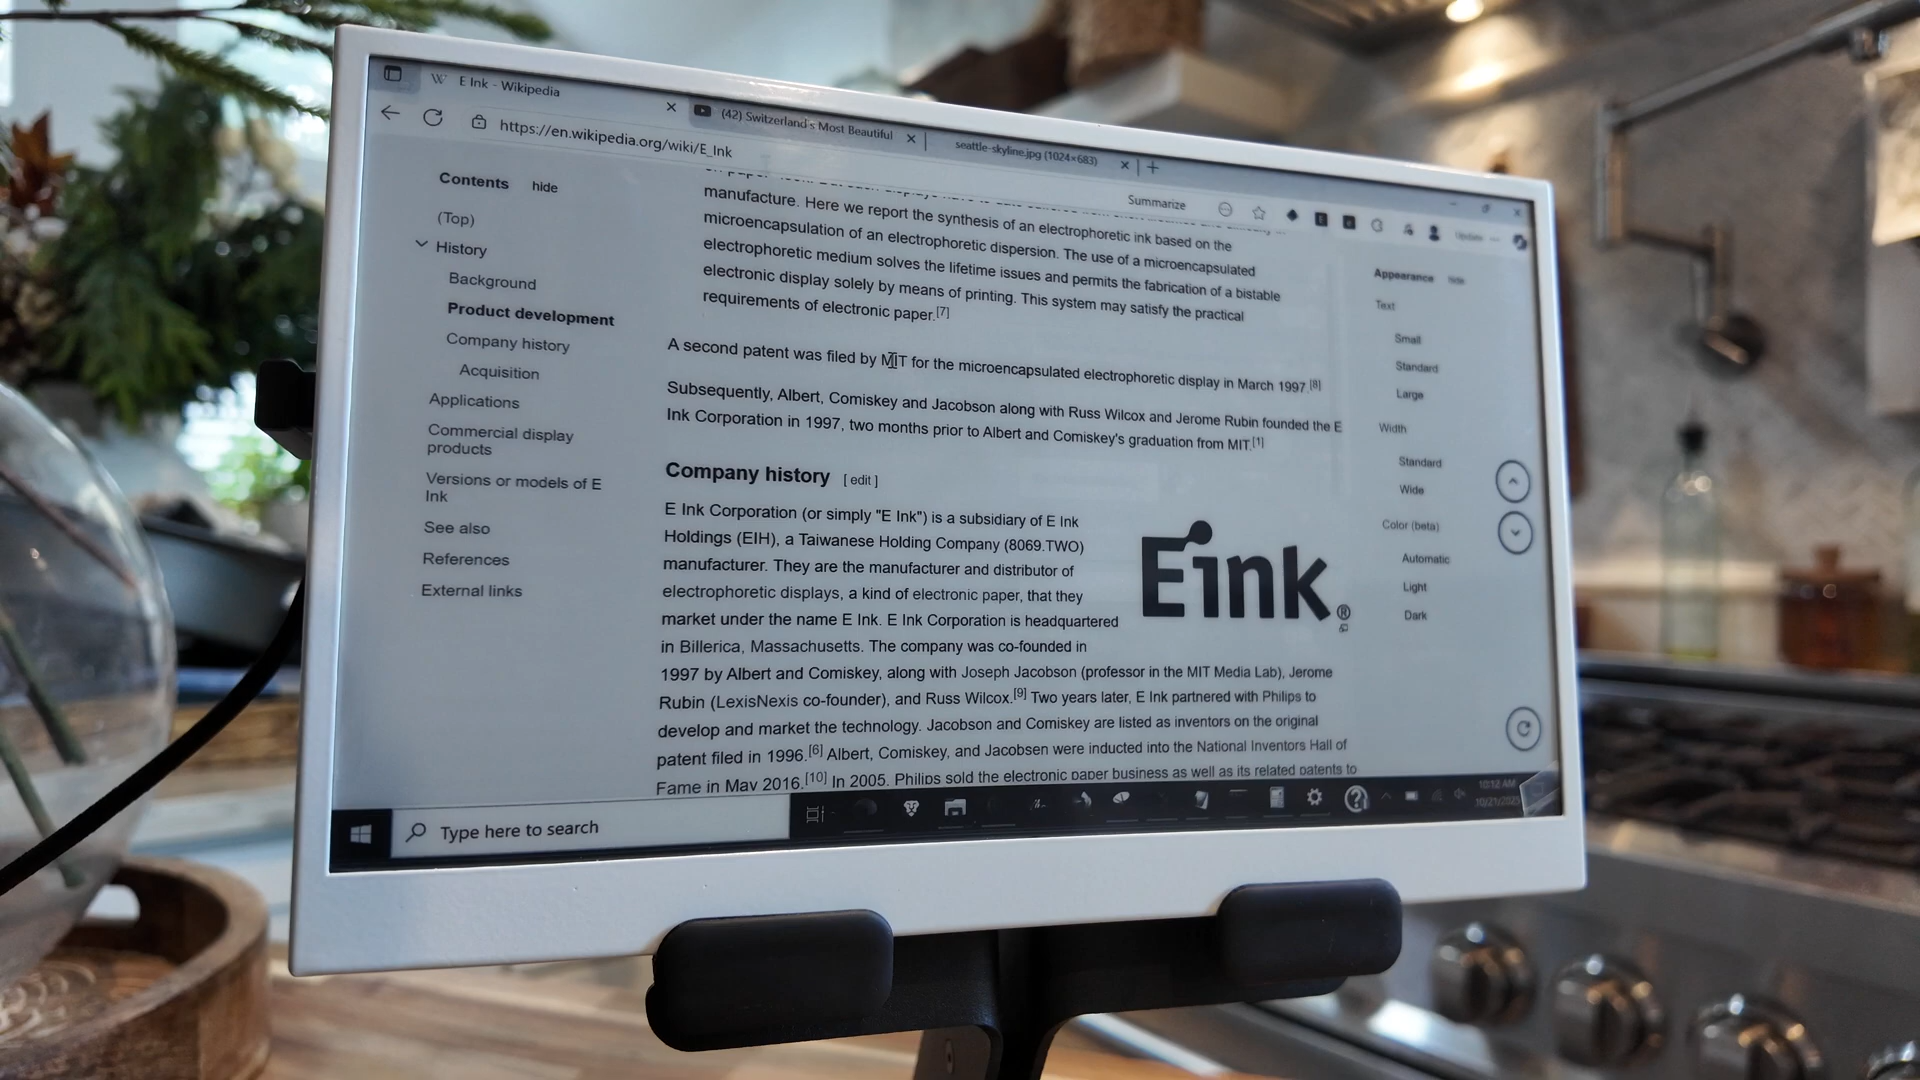 E Ink - Wikipedia
(42) Switzerland's Most Beautiful
seattle-skyline.jpg (1024×683)
https://en.wikipedia.org/wiki/E_Ink
Summarize
Update
Contents hide
(Top)
History
Background
Product development
Company history
Acquisition
Applications
Commercial display
products
Versions or models of E
Ink
See also
References
External links
manufacture. Here we report the synthesis of an electrophoretic ink based on the
microencapsulation of an electrophoretic dispersion. The use of a microencapsulated
electrophoretic medium solves the lifetime issues and permits the fabrication of a bistable
electronic display solely by means of printing. This system may satisfy the practical
requirements of electronic paper.[7]
A second patent was filed by MIT for the microencapsulated electrophoretic display in March 1997.[8]
Subsequently, Albert, Comiskey and Jacobson along with Russ Wilcox and Jerome Rubin founded the E
Ink Corporation in 1997, two months prior to Albert and Comiskey's graduation from MIT.[1]
Company history [ edit ]
E Ink Corporation (or simply "E Ink") is a subsidiary of E Ink
Holdings (EIH), a Taiwanese Holding Company (8069.TWO)
manufacturer. They are the manufacturer and distributor of
electrophoretic displays, a kind of electronic paper, that they
market under the name E Ink. E Ink Corporation is headquartered
in Billerica, Massachusetts. The company was co-founded in
1997 by Albert and Comiskey, along with Joseph Jacobson (professor in the MIT Media Lab), Jerome
Rubin (LexisNexis co-founder), and Russ Wilcox.[9] Two years later, E Ink partnered with Philips to
develop and market the technology. Jacobson and Comiskey are listed as inventors on the original
patent filed in 1996.[6] Albert, Comiskey, and Jacobsen were inducted into the National Inventors Hall of
Fame in May 2016.[10] In 2005, Philips sold the electronic paper business as well as its related patents to
Eink®
Appearance hide
Text
Small
Standard
Large
Width
Standard
Wide
Color (beta)
Automatic
Light
Dark
Type here to search
10:12 AM